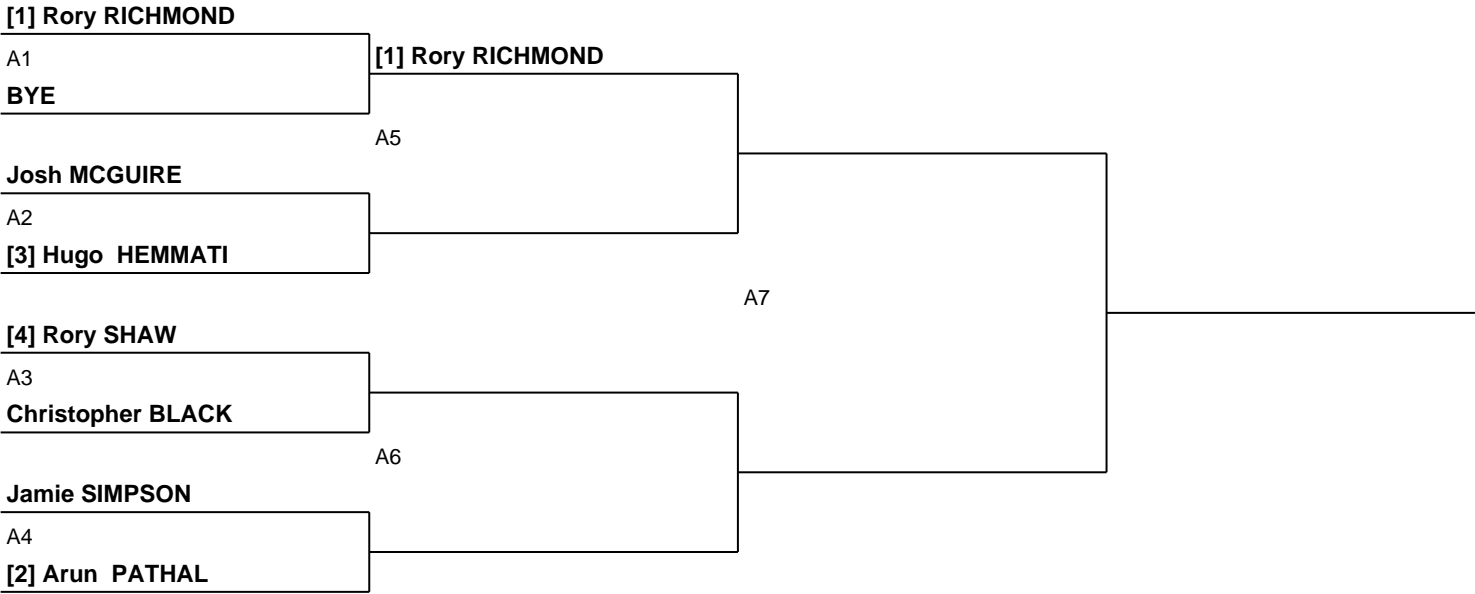 [1] Rory RICHMOND
A1
[1] Rory RICHMOND
BYE
A5
Josh MCGUIRE
A2
[3] Hugo  HEMMATI
A7
[4] Rory SHAW
A3
Christopher BLACK
A6
Jamie SIMPSON
A4
[2] Arun  PATHAL